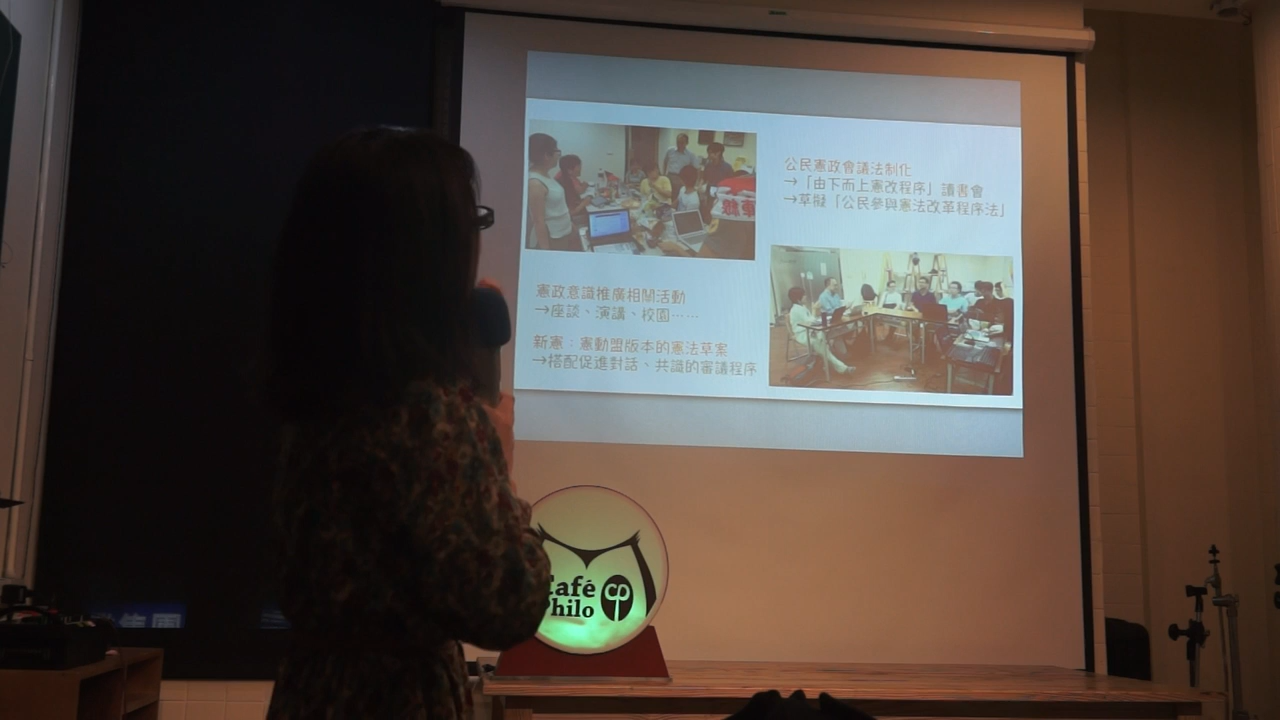 公民憲政會議法制化
→「由下而上憲改程序」讀書會
→草擬「公民參與憲法改革程序法」
憲政意識推廣相關活動
→座談、演講、校園……
新憲：憲動盟版本的憲法草案
→搭配促進對話、共識的審議程序
Café
Philo